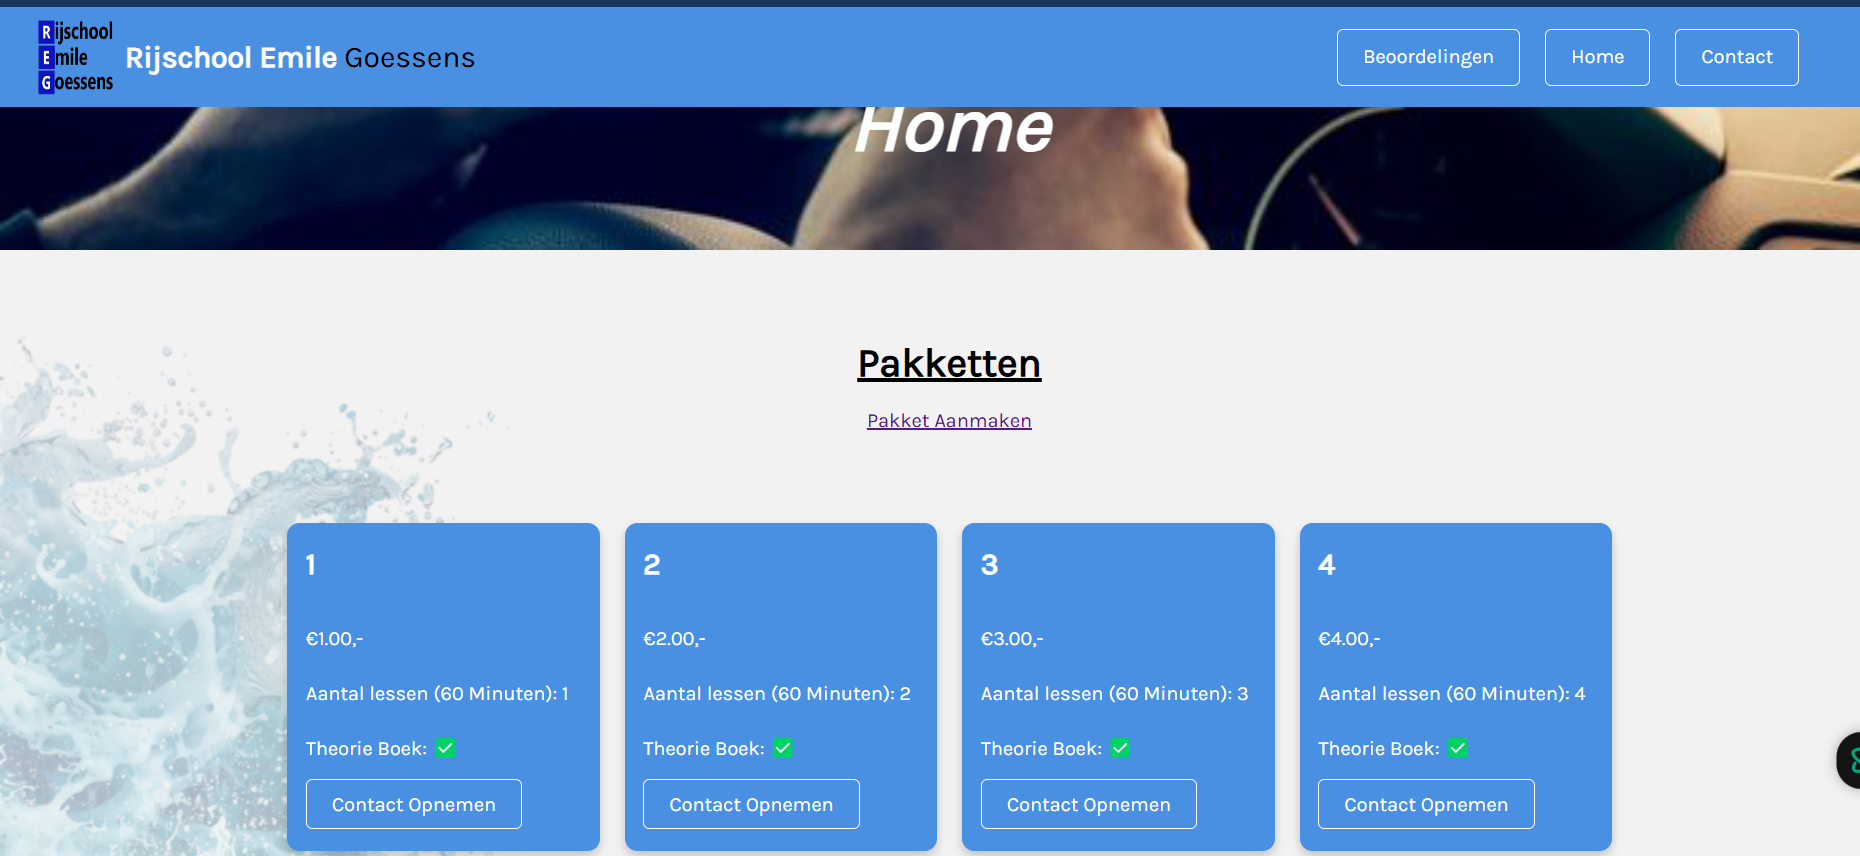 Rijschool
Emile
Goessens
Rijschool Emile Goessens
Beoordelingen
Home
Contact
Home
Pakketten
Pakket Aanmaken
1
€1.00,-
Aantal lessen (60 Minuten): 1
Theorie Boek: ✅
Contact Opnemen
2
€2.00,-
Aantal lessen (60 Minuten): 2
Theorie Boek: ✅
Contact Opnemen
3
€3.00,-
Aantal lessen (60 Minuten): 3
Theorie Boek: ✅
Contact Opnemen
4
€4.00,-
Aantal lessen (60 Minuten): 4
Theorie Boek: ✅
Contact Opnemen